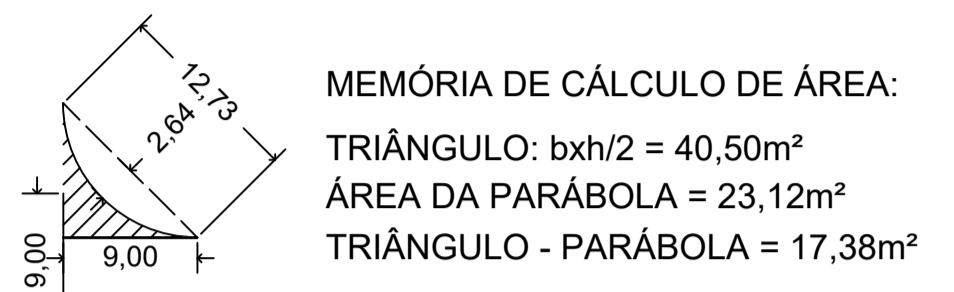 12,73
2,64
9,00
9,00
MEMÓRIA DE CÁLCULO DE ÁREA:
TRIÂNGULO: bxh/2 = 40,50m²
ÁREA DA PARÁBOLA = 23,12m²
TRIÂNGULO - PARÁBOLA = 17,38m²